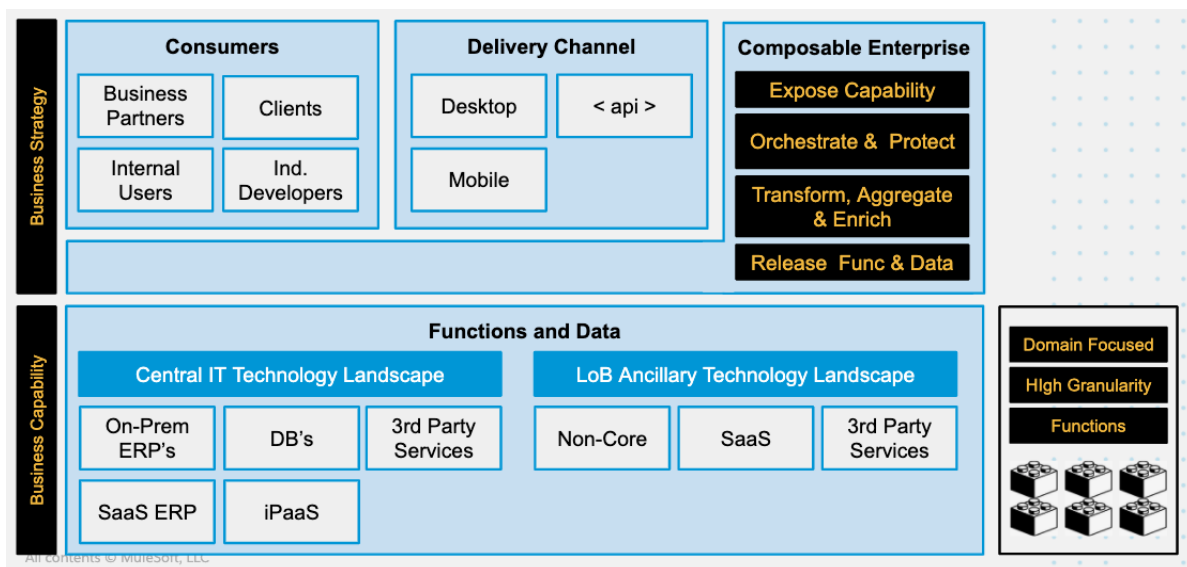 Business Strategy
Consumers
Business
Partners
Clients
Internal
Users
Ind.
Developers
Delivery Channel
Desktop
< api >
Mobile
Composable Enterprise
Expose Capability
Orchestrate & Protect
Transform, Aggregate
& Enrich
Release Func & Data
Business Capability
Functions and Data
Central IT Technology Landscape
On-Prem
ERP's
DB's
3rd Party
Services
SaaS ERP
iPaaS
LoB Ancillary Technology Landscape
Non-Core
SaaS
3rd Party
Services
Domain Focused
HIgh Granularity
Functions
All contents © MuleSoft, LLC